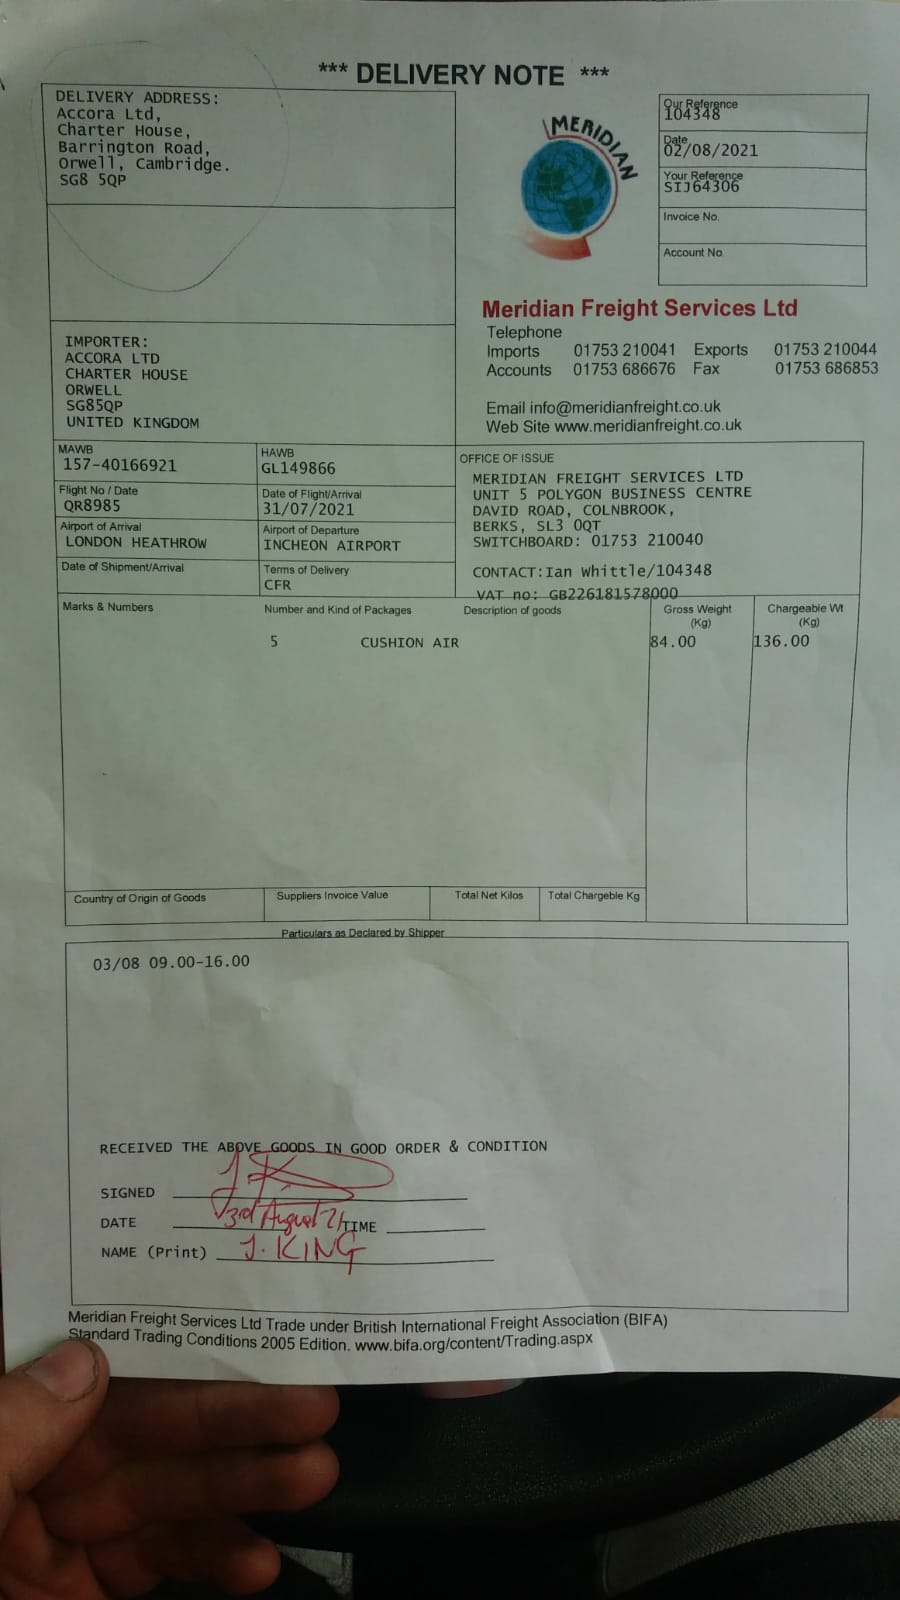 *** DELIVERY NOTE ***
DELIVERY ADDRESS:
Accora Ltd,
Charter House,
Barrington Road,
Orwell, Cambridge.
SG8 5QP
MERIDIAN
Our Reference
104348
Date
02/08/2021
Your Reference
SIJ64306
Invoice No.
Account No.
Meridian Freight Services Ltd
Telephone
Imports 01753 210041 Exports 01753 210044
Accounts 01753 686676 Fax 01753 686853
Email info@meridianfreight.co.uk
Web Site www.meridianfreight.co.uk
IMPORTER:
ACCORA LTD
CHARTER HOUSE
ORWELL
SG85QP
UNITED KINGDOM
MAWB
157-40166921
HAWB
GL149866
Flight No / Date
QR8985
Date of Flight/Arrival
31/07/2021
Airport of Arrival
LONDON HEATHROW
Airport of Departure
INCHEON AIRPORT
Date of Shipment/Arrival
Terms of Delivery
CFR
OFFICE OF ISSUE
MERIDIAN FREIGHT SERVICES LTD
UNIT 5 POLYGON BUSINESS CENTRE
DAVID ROAD, COLNBROOK,
BERKS, SL3 0QT
SWITCHBOARD: 01753 210040
CONTACT:Ian Whittle/104348
VAT no: GB226181578000
Marks & Numbers
Number and Kind of Packages
Description of goods
Gross Weight
(Kg)
Chargeable Wt
(Kg)
5 CUSHION AIR 84.00 136.00
Country of Origin of Goods
Suppliers Invoice Value
Total Net Kilos
Total Chargeble Kg
Particulars as Declared by Shipper
03/08 09.00-16.00
RECEIVED THE ABOVE GOODS IN GOOD ORDER & CONDITION
SIGNED
DATE 3rd August 21 TIME
NAME (Print) J. KING
Meridian Freight Services Ltd Trade under British International Freight Association (BIFA)
Standard Trading Conditions 2005 Edition. www.bifa.org/content/Trading.aspx